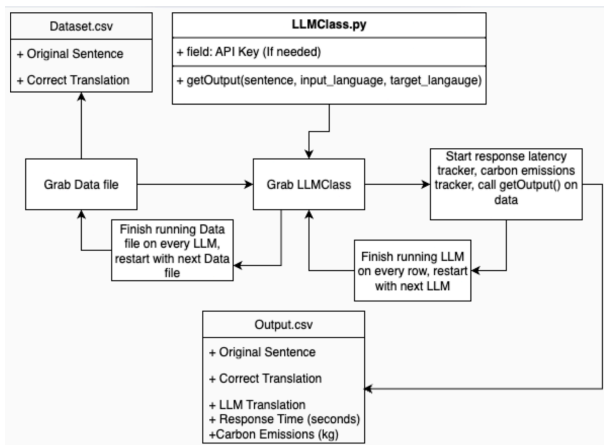 Dataset.csv
+ Original Sentence
+ Correct Translation
LLMClass.py
+ field: API Key (If needed)
+ getOutput(sentence, input_language, target_langauge)
Grab Data file
Grab LLMClass
Start response latency
tracker, carbon emissions
tracker, call getOutput() on
data
Finish running Data
file on every LLM,
restart with next Data
file
Finish running LLM
on every row, restart
with next LLM
Output.csv
+ Original Sentence
+ Correct Translation
+ LLM Translation
+ Response Time (seconds)
+Carbon Emissions (kg)